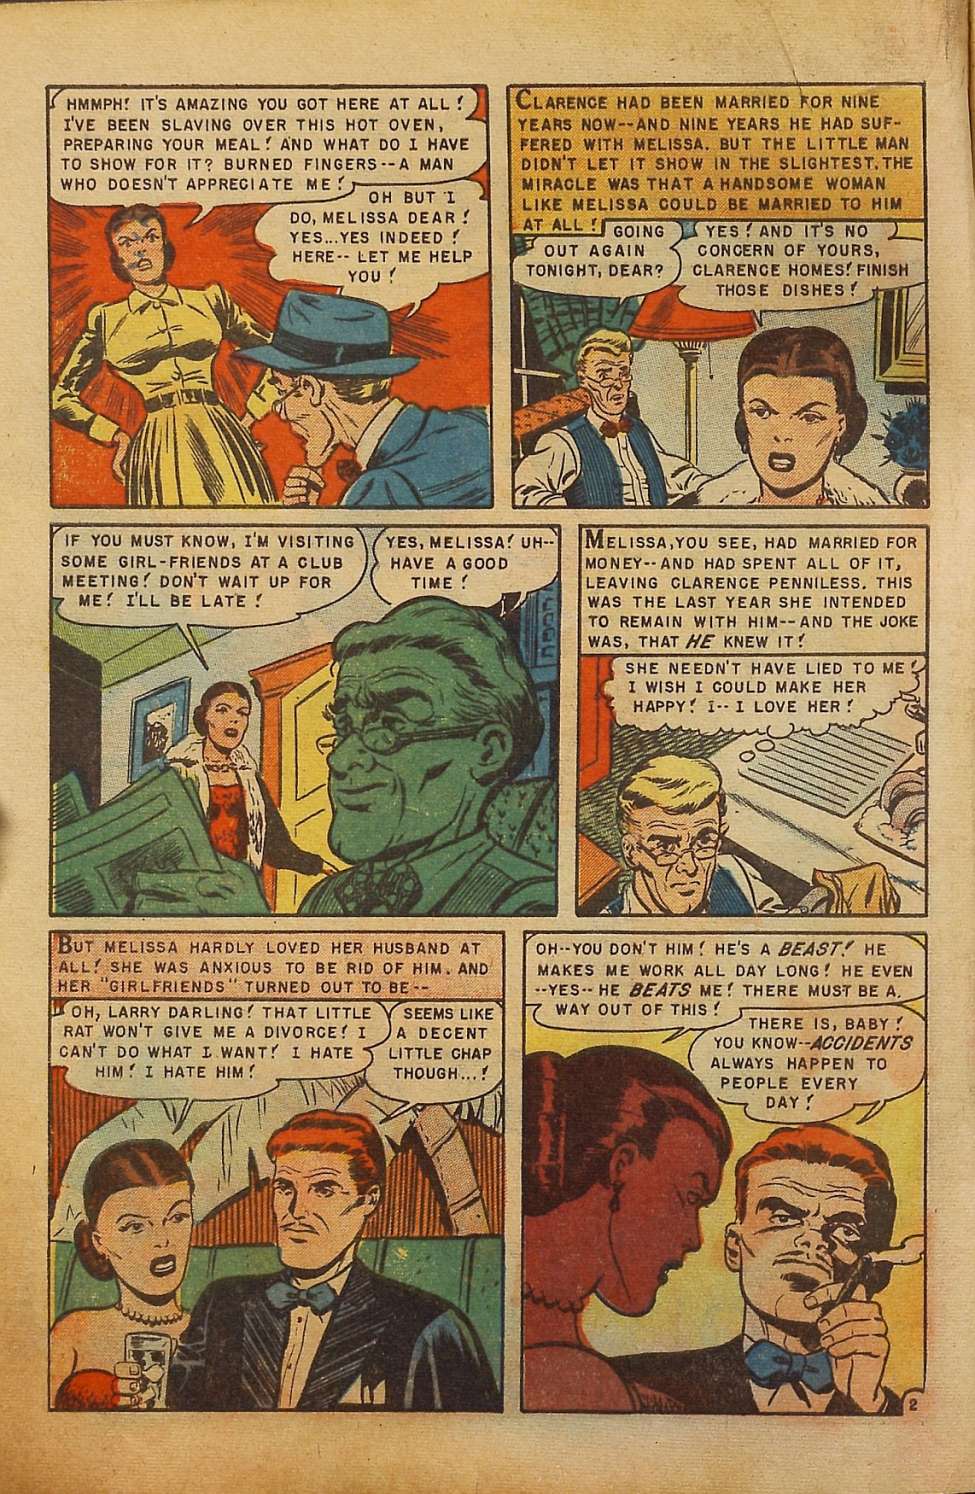 HMMPH! IT'S AMAZING YOU GOT HERE AT ALL!
I'VE BEEN SLAVING OVER THIS HOT OVEN,
PREPARING YOUR MEAL! AND WHAT DO I HAVE
TO SHOW FOR IT? BURNED FINGERS--A MAN
WHO DOESN'T APPRECIATE ME!
OH BUT I
DO, MELISSA DEAR!
YES...YES INDEED!
HERE-- LET ME HELP
YOU!
CLARENCE HAD BEEN MARRIED FOR NINE
YEARS NOW--AND NINE YEARS HE HAD SUF-
FERED WITH MELISSA. BUT THE LITTLE MAN
DIDN'T LET IT SHOW IN THE SLIGHTEST. THE
MIRACLE WAS THAT A HANDSOME WOMAN
LIKE MELISSA COULD BE MARRIED TO HIM
AT ALL!
GOING
OUT AGAIN
TONIGHT, DEAR?
YES! AND IT'S NO
CONCERN OF YOURS,
CLARENCE HOMES! FINISH
THOSE DISHES!
IF YOU MUST KNOW, I'M VISITING
SOME GIRL-FRIENDS AT A CLUB
MEETING! DON'T WAIT UP FOR
ME! I'LL BE LATE!
YES, MELISSA! UH--
HAVE A GOOD
TIME!
MELISSA, YOU SEE, HAD MARRIED FOR
MONEY--AND HAD SPENT ALL OF IT,
LEAVING CLARENCE PENNILESS. THIS
WAS THE LAST YEAR SHE INTENDED
TO REMAIN WITH HIM--AND THE JOKE
WAS, THAT HE KNEW IT!
SHE NEEDN'T HAVE LIED TO ME!
I WISH I COULD MAKE HER
HAPPY! I--I LOVE HER!
BUT MELISSA HARDLY LOVED HER HUSBAND AT
ALL! SHE WAS ANXIOUS TO BE RID OF HIM. AND
HER "GIRLFRIENDS" TURNED OUT TO BE--
OH, LARRY DARLING! THAT LITTLE
RAT WON'T GIVE ME A DIVORCE! I
CAN'T DO WHAT I WANT! I HATE
HIM! I HATE HIM!
SEEMS LIKE
A DECENT
LITTLE CHAP
THOUGH...!
OH--YOU DON'T KNOW HIM! HE'S A BEAST! HE
MAKES ME WORK ALL DAY LONG! HE EVEN
--YES--HE BEATS ME! THERE MUST BE A
WAY OUT OF THIS!
THERE IS, BABY!
YOU KNOW--ACCIDENTS
ALWAYS HAPPEN TO
PEOPLE EVERY
DAY!
2